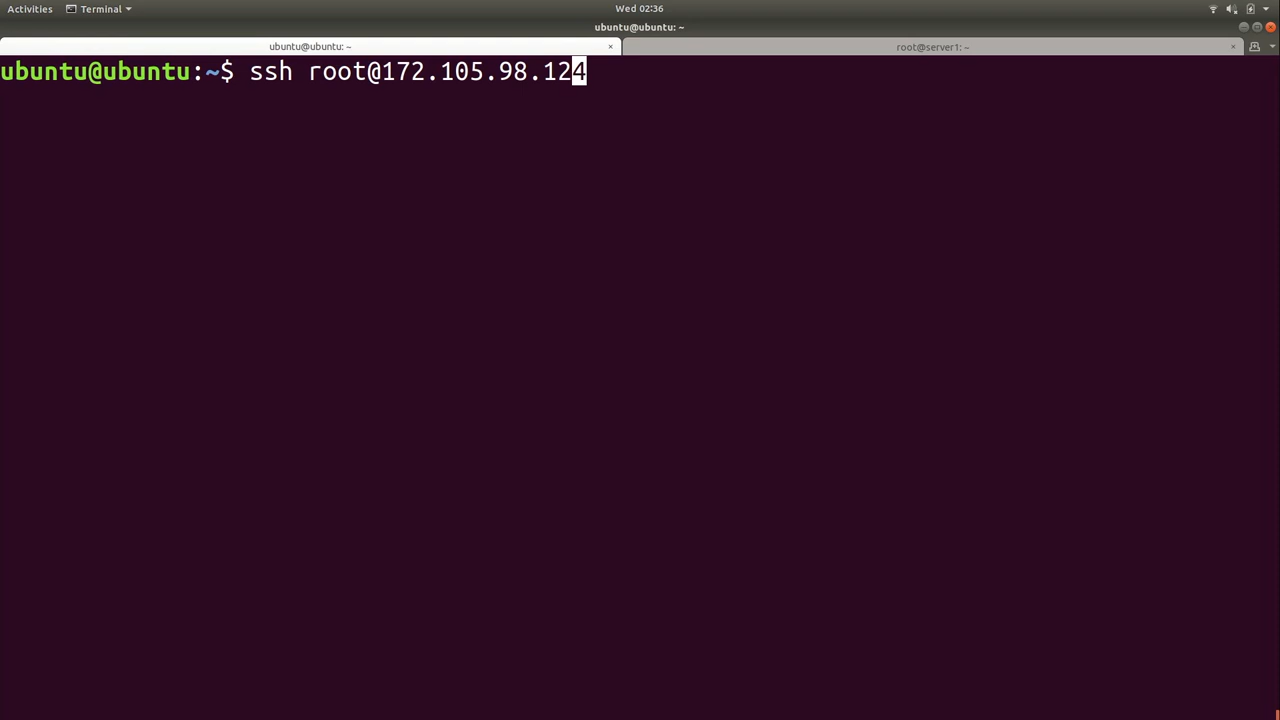 Activities Terminal Wed 02:36
ubuntu@ubuntu: ~
ubuntu@ubuntu: ~ × root@server1: ~ ×
ubuntu@ubuntu:~$ ssh root@172.105.98.124